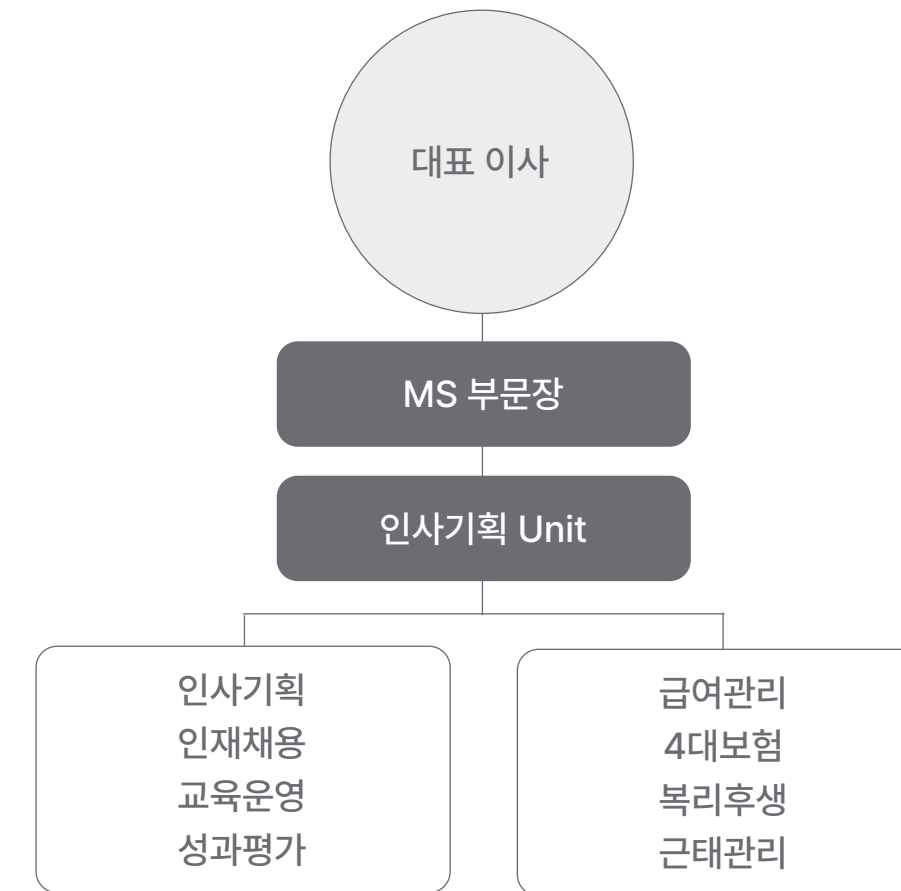 대표 이사
MS 부문장
인사기획 Unit
인사기획
인재채용
교육운영
성과평가
급여관리
4대보험
복리후생
근태관리